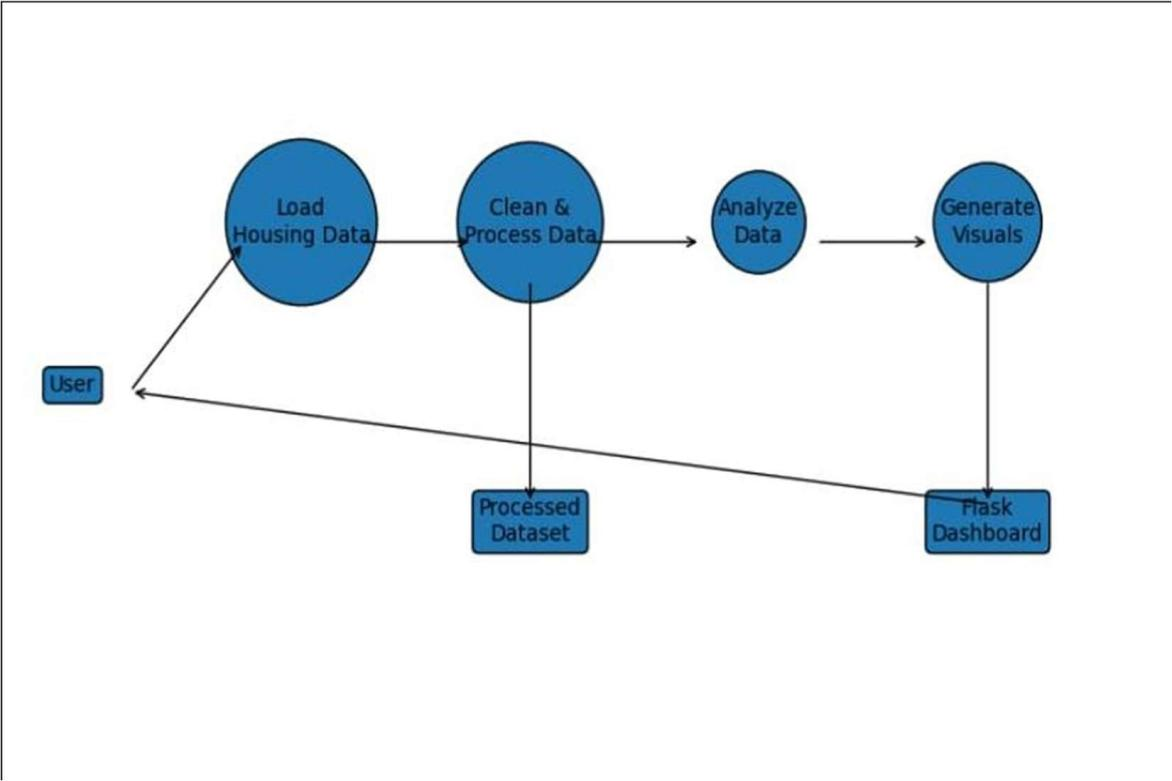 Load
Housing Data
Clean &
Process Data
Analyze
Data
Generate
Visuals
User
Processed
Dataset
Flask
Dashboard